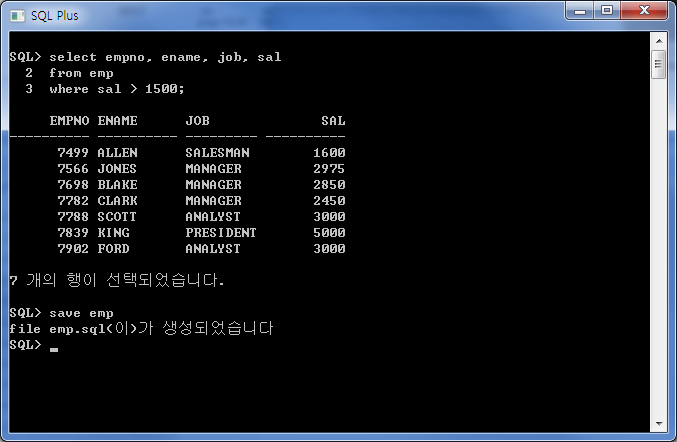 SQL Plus
SQL> select empno, ename, job, sal
  2  from emp
  3  where sal > 1500;
     EMPNO ENAME      JOB              SAL
---------- ---------- --------- ----------
      7499 ALLEN      SALESMAN        1600
      7566 JONES      MANAGER         2975
      7698 BLAKE      MANAGER         2850
      7782 CLARK      MANAGER         2450
      7788 SCOTT      ANALYST         3000
      7839 KING       PRESIDENT       5000
      7902 FORD       ANALYST         3000
7 개의 행이 선택되었습니다.
SQL> save emp
file emp.sql(이)가 생성되었습니다
SQL>